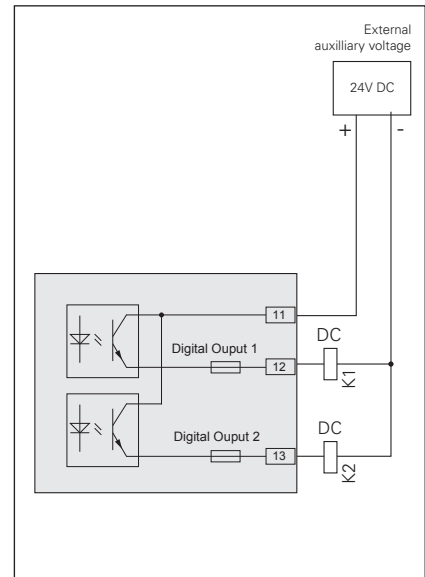 External
auxilliary voltage
24V DC
+ -
11
DC
Digital Ouput 1
12
K1
DC
Digital Ouput 2
13
K2